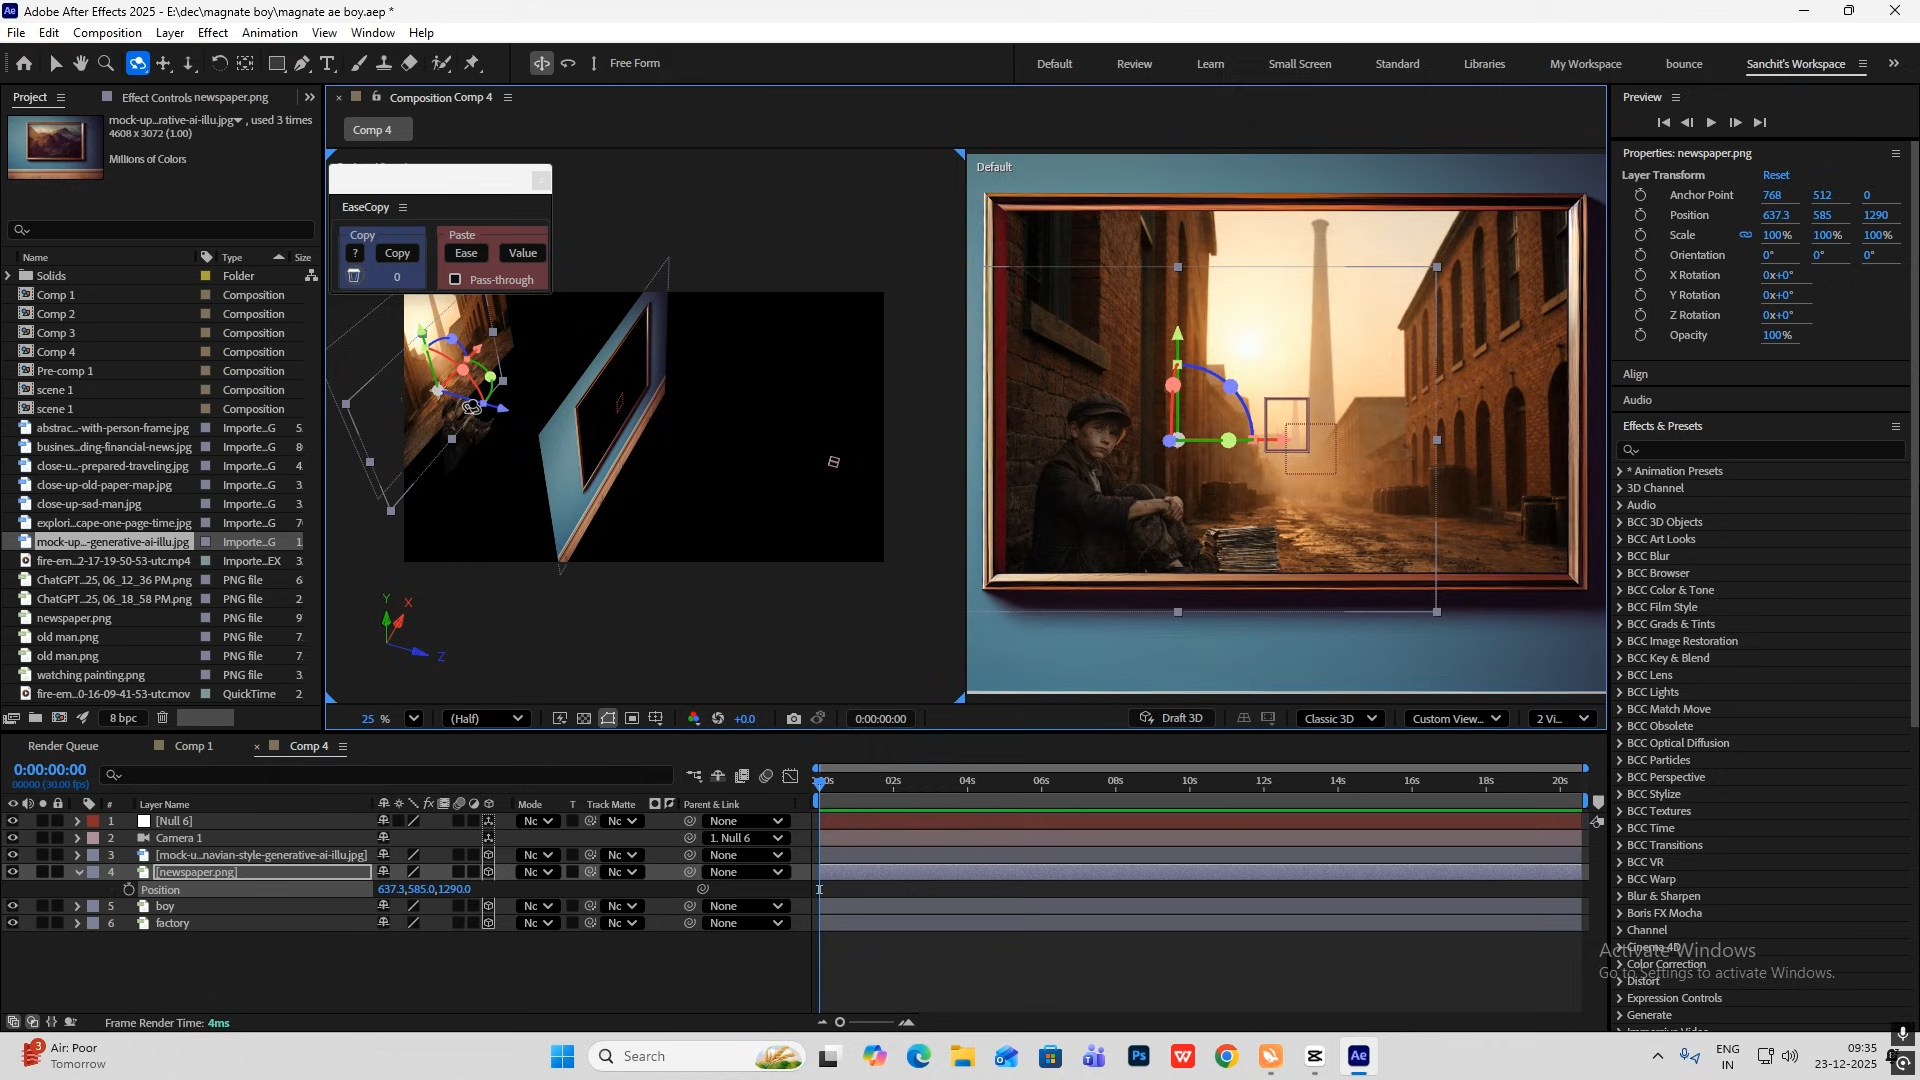 Adobe After Effects 2025 - E:\dec\magnate boy\magnate ae boy.aep *
File Edit Composition Layer Effect Animation View Window Help
Free Form
Default Review Learn Small Screen Standard Libraries My Workspace bounce Sanchit's Workspace
Project Effect Controls newspaper.png
mock-up...rative-ai-illu.jpg , used 3 times
4608 x 3072 (1.00)
Millions of Colors
Name Type Size
Solids Folder
Comp 1 Composition
Comp 2 Composition
Comp 3 Composition
Comp 4 Composition
Pre-comp 1 Composition
scene 1 Composition
scene 1 Composition
abstrac...-with-person-frame.jpg Importe...G 5
busines...ding-financial-news.jpg Importe...G 8
close-u...-prepared-traveling.jpg Importe...G 4
close-up-old-paper-map.jpg Importe...G 3
close-up-sad-man.jpg Importe...G 3
explori...cape-one-page-time.jpg Importe...G 7
mock-up...-generative-ai-illu.jpg Importe...G 1
fire-em...2-17-19-50-53-utc.mp4 Importe...EX 3
ChatGPT...25, 06_12_36 PM.png PNG file 6
ChatGPT...25, 06_18_58 PM.png PNG file 2
newspaper.png PNG file 9
old man.png PNG file 7
old man.png PNG file 7
watching painting.png PNG file 3
fire-em...0-16-09-41-53-utc.mov QuickTime 2
8 bpc
Composition Comp 4
Comp 4
EaseCopy
Copy Paste
? Copy Ease Value
0 Pass-through
Y X Z
Default
25 % (Half) +0.0 0:00:00:00 Draft 3D Classic 3D Custom View... 2 Vi...
Preview
Properties: newspaper.png
Layer Transform Reset
Anchor Point 768 512 0
Position 637.3 585 1290
Scale 100% 100% 100%
Orientation 0° 0° 0°
X Rotation 0x+0°
Y Rotation 0x+0°
Z Rotation 0x+0°
Opacity 100%
Align
Audio
Effects & Presets
* Animation Presets
3D Channel
Audio
BCC 3D Objects
BCC Art Looks
BCC Blur
BCC Browser
BCC Color & Tone
BCC Film Style
BCC Grads & Tints
BCC Image Restoration
BCC Key & Blend
BCC Lens
BCC Lights
BCC Match Move
BCC Obsolete
BCC Optical Diffusion
BCC Particles
BCC Perspective
BCC Stylize
BCC Textures
BCC Time
BCC Transitions
BCC VR
BCC Warp
Blur & Sharpen
Boris FX Mocha
Channel
Cinema 4D
Color Correction
Distort
Expression Controls
Generate
Activate Windows
Go to Settings to activate Windows.
Render Queue Comp 1 Comp 4
0:00:00:00
00000 (30.00 fps)
# Layer Name Mode T Track Matte Parent & Link
1 [Null 6] Nc Nc None
2 Camera 1 1. Null 6
3 [mock-u...navian-style-generative-ai-illu.jpg] Nc Nc None
4 [newspaper.png] Nc Nc None
Position 637.3,585.0,1290.0
5 boy Nc Nc None
6 factory Nc Nc None
02s 04s 06s 08s 10s 12s 14s 16s 18s 20s
Frame Render Time: 4ms
3 Air: Poor
Tomorrow
Search
ENG
IN
09:35
23-12-2025